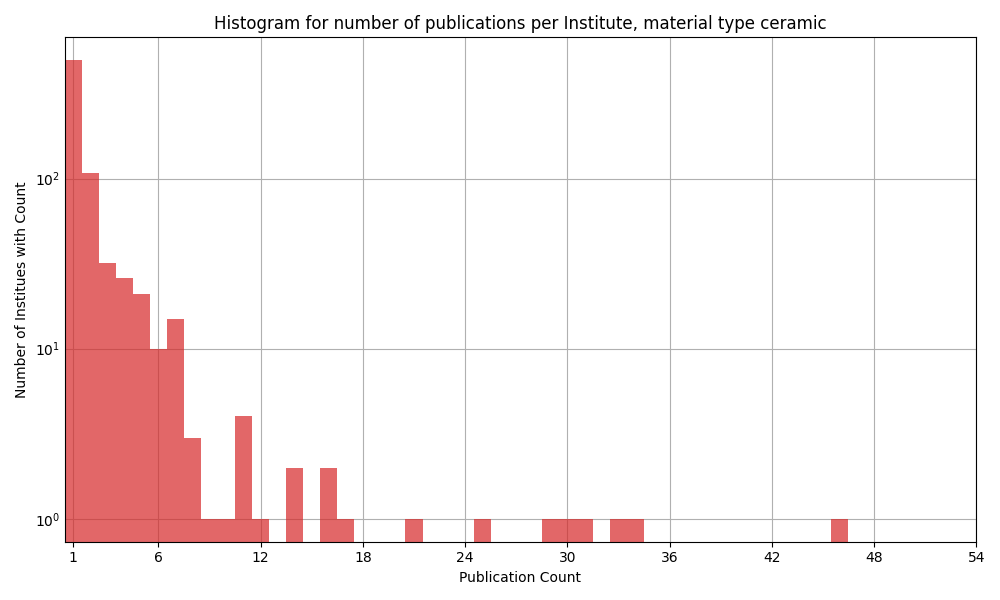 Histogram for number of publications per Institute, material type ceramic
Number of Institues with Count
10²
10¹
10⁰
1 6 12 18 24 30 36 42 48 54
Publication Count